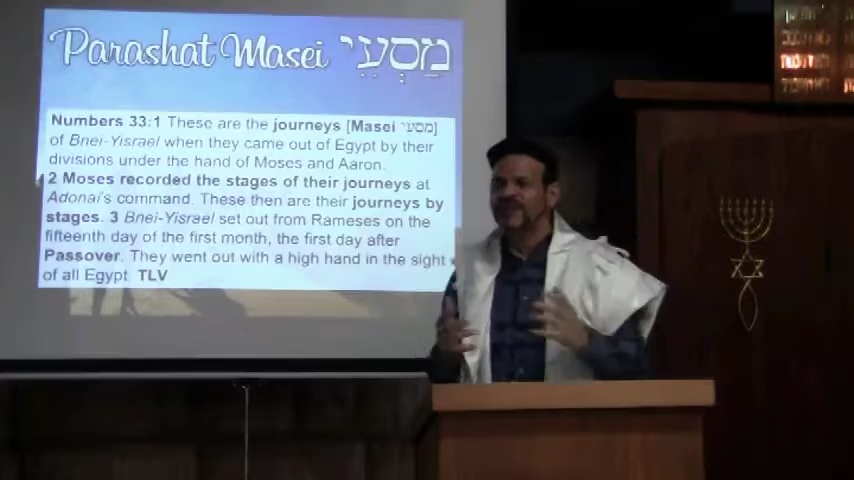 Parashat Masei מַסְעֵי
Numbers 33:1 These are the journeys [Masei מסעי]
of Bnei-Yisrael when they came out of Egypt by their
divisions under the hand of Moses and Aaron.
2 Moses recorded the stages of their journeys at
Adonai's command. These then are their journeys by
stages. 3 Bnei-Yisrael set out from Rameses on the
fifteenth day of the first month, the first day after
Passover. They went out with a high hand in the sight
of all Egypt. TLV